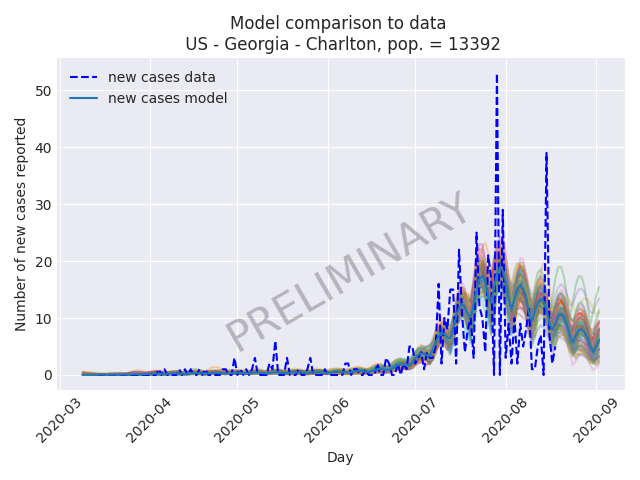 Model comparison to data
US - Georgia - Charlton, pop. = 13392
new cases data
new cases model
Number of new cases reported
50
40
30
20
10
0
PRELIMINARY
2020-03
2020-04
2020-05
2020-06
2020-07
2020-08
2020-09
Day